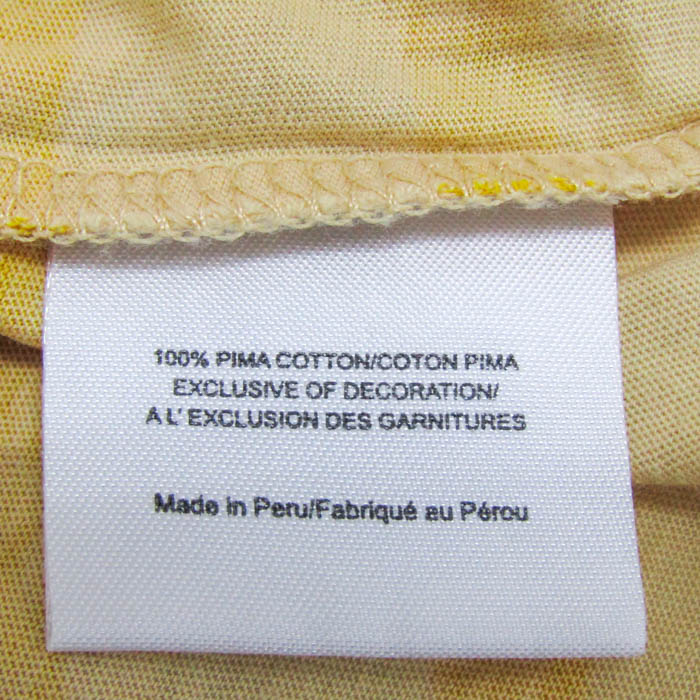 100% PIMA COTTON/COTON PIMA
EXCLUSIVE OF DECORATION/
A L' EXCLUSION DES GARNITURES
Made in Peru/Fabriqué au Pérou